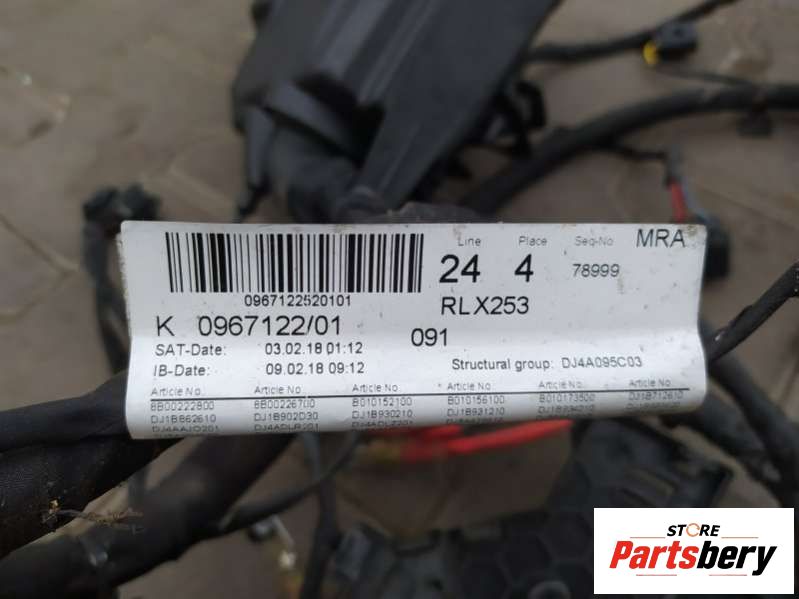 Line Place Seq-No MRA
24 4 78999
0967122520101
RLX253
K 0967122/01 091
SAT-Date: 03.02.18 01:12
IB-Date: 09.02.18 09:12 Structural group: DJ4A095C03
Article No. Article No. Article No. Article No. Article No. Article No.
8B00222800 8B00226700 B010152100 B010156100 B010173500 DJ1B712610
DJ1B862610 DJ1B902D30 DJ1B930210 DJ1B931210
STORE
Partsbery